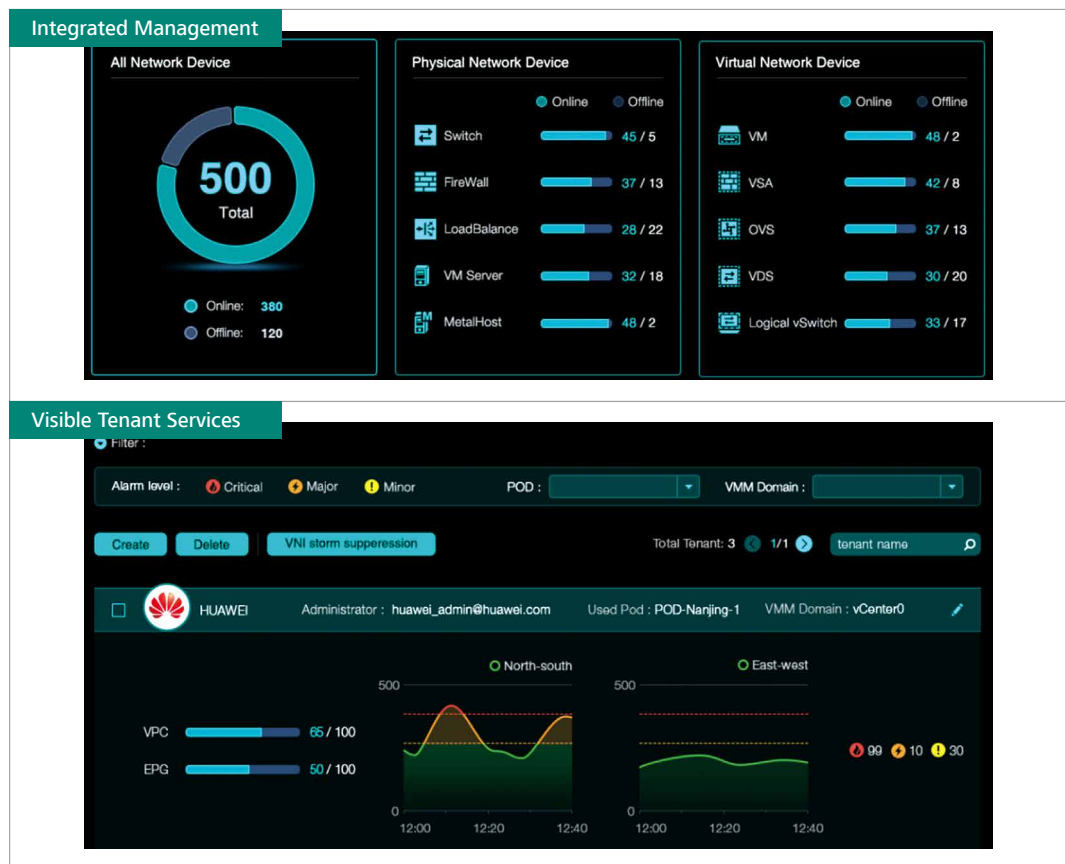 Integrated Management
All Network Device
500
Total
Online: 380
Offline: 120
Physical Network Device
Online Offline
Switch 45 / 5
FireWall 37 / 13
LoadBalance 28 / 22
VM Server 32 / 18
MetalHost 48 / 2
Virtual Network Device
Online Offline
VM 48 / 2
VSA 42 / 8
OVS 37 / 13
VDS 30 / 20
Logical vSwitch 33 / 17
Visible Tenant Services
Filter :
Alarm level : Critical Major Minor POD : VMM Domain :
Create Delete VNI storm supperession Total Tenant: 3 1/1 tenant name
HUAWEI Administrator : huawei_admin@huawei.com Used Pod : POD-Nanjing-1 VMM Domain : vCenter0
VPC 65 / 100
EPG 50 / 100
North-south
500
0
12:00 12:20 12:40
East-west
500
0
12:00 12:20 12:40
99 10 30